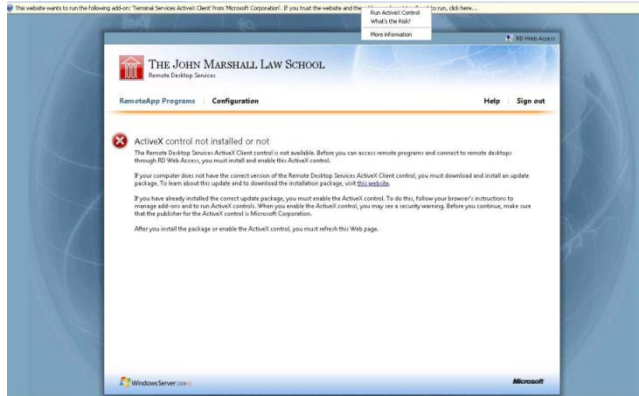 This website wants to run the following add-on: 'Terminal Services ActiveX Client' from 'Microsoft Corporation'. If you trust the website and the to run, click here...
Run ActiveX Control
What's the Risk?
More information
RD Web Access
THE JOHN MARSHALL LAW SCHOOL
Remote Desktop Services
RemoteApp Programs
Configuration
Help
Sign out
ActiveX control not installed or not
The Remote Desktop Services ActiveX Client control is not available. Before you can access remote programs and connect to remote desktops
through RD Web Access, you must install and enable this ActiveX control.
If your computer does not have the correct version of the Remote Desktop Services ActiveX Client control, you must download and install an update
package. To learn about this update and to download the installation package, visit this website.
If you have already installed the correct update package, you must enable the ActiveX control. To do this, follow your browser's instructions to
manage add-ons and to run ActiveX controls. When you enable the ActiveX control, you may see a security warning. Before you continue, make sure
that the publisher for the ActiveX control is Microsoft Corporation.
After you install the package or enable the ActiveX control, you must refresh this Web page.
Windows Server 2008
Microsoft